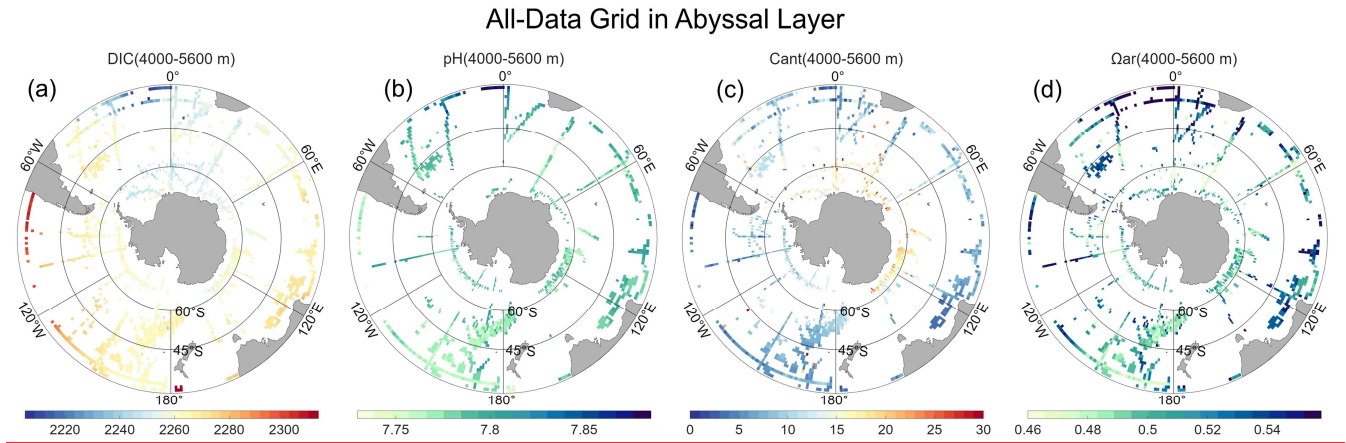 All-Data Grid in Abyssal Layer
(a)
DIC(4000-5600 m)
0°
60°W
60°E
120°W
120°E
60°S
45°S
180°
2220 2240 2260 2280 2300
(b)
pH(4000-5600 m)
0°
60°W
60°E
120°W
120°E
60°S
45°S
180°
7.75 7.8 7.85
(c)
Cant(4000-5600 m)
0°
60°W
60°E
120°W
120°E
60°S
45°S
180°
0 5 10 15 20 25 30
(d)
Ωar(4000-5600 m)
0°
60°W
60°E
120°W
120°E
60°S
45°S
180°
0.46 0.48 0.5 0.52 0.54